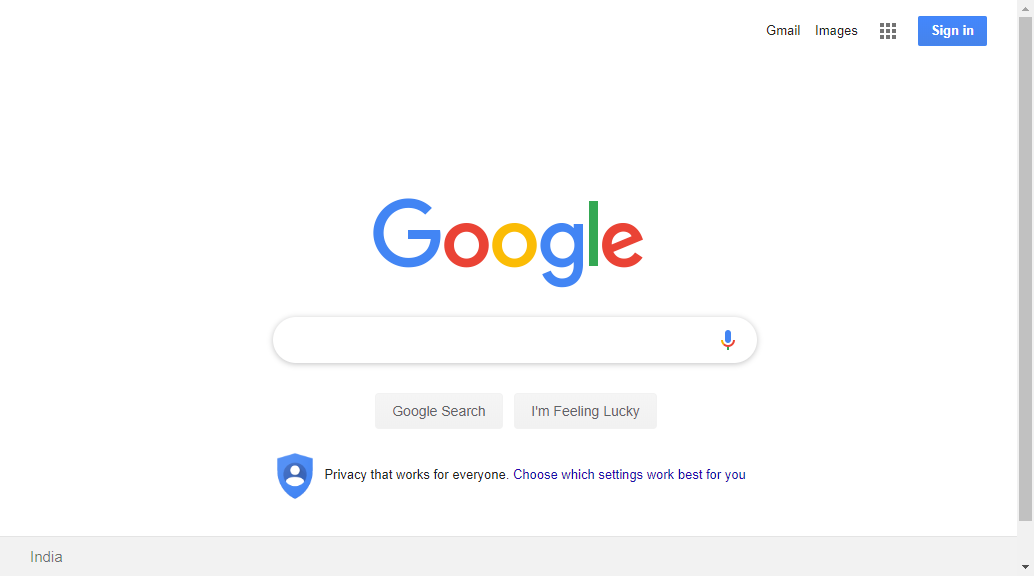 Gmail Images Sign in
Google
Google Search I'm Feeling Lucky
Privacy that works for everyone. Choose which settings work best for you
India